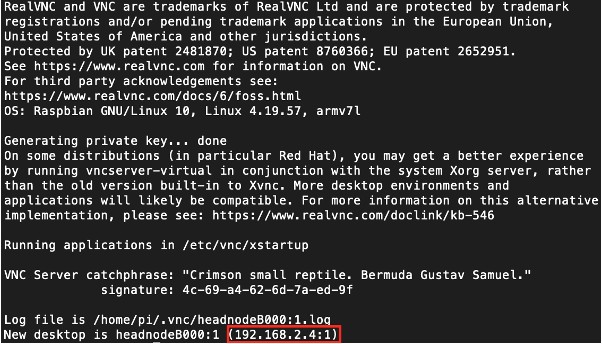 RealVNC and VNC are trademarks of RealVNC Ltd and are protected by trademark
registrations and/or pending trademark applications in the European Union,
United States of America and other jurisdictions.
Protected by UK patent 2481870; US patent 8760366; EU patent 2652951.
See https://www.realvnc.com for information on VNC.
For third party acknowledgements see:
https://www.realvnc.com/docs/6/foss.html
OS: Raspbian GNU/Linux 10, Linux 4.19.57, armv7l
Generating private key... done
On some distributions (in particular Red Hat), you may get a better experience
by running vncserver-virtual in conjunction with the system Xorg server, rather
than the old version built-in to Xvnc. More desktop environments and
applications will likely be compatible. For more information on this alternative
implementation, please see: https://www.realvnc.com/doclink/kb-546
Running applications in /etc/vnc/xstartup
VNC Server catchphrase: "Crimson small reptile. Bermuda Gustav Samuel."
signature: 4c-69-a4-62-6d-7a-ed-9f
Log file is /home/pi/.vnc/headnodeB000:1.log
New desktop is headnodeB000:1 (192.168.2.4:1)